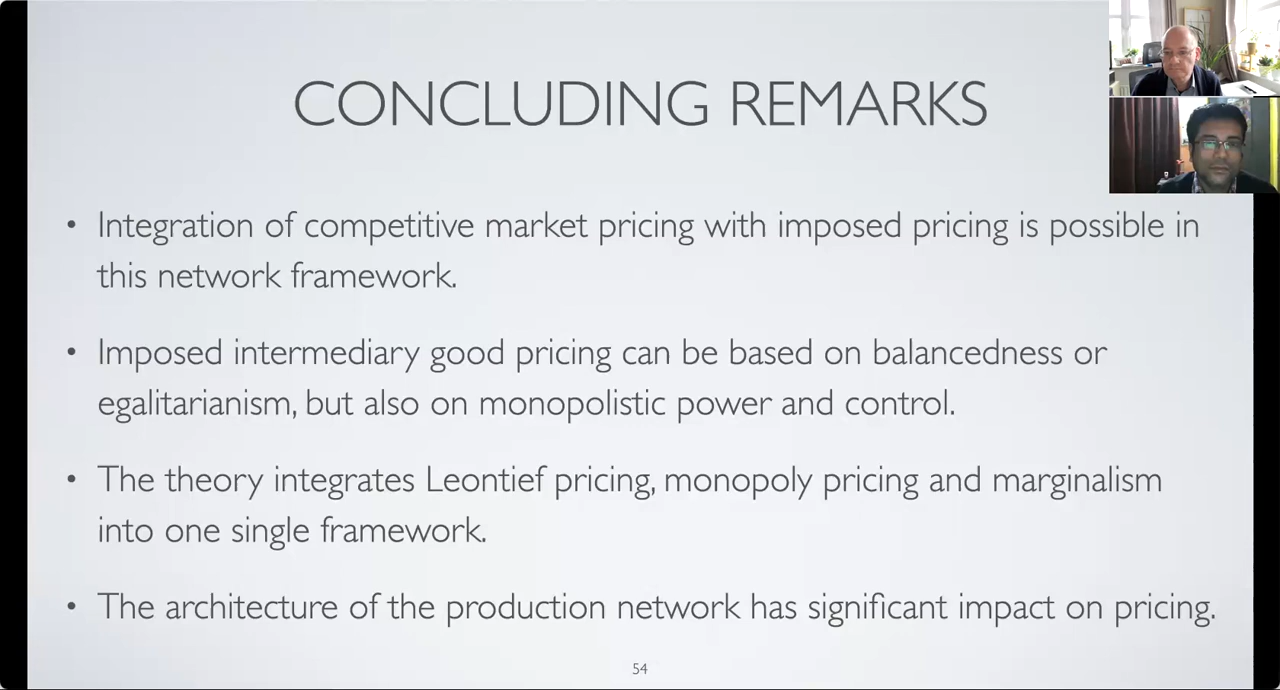 CONCLUDING REMARKS
• Integration of competitive market pricing with imposed pricing is possible in
this network framework.
• Imposed intermediary good pricing can be based on balancedness or
egalitarianism, but also on monopolistic power and control.
• The theory integrates Leontief pricing, monopoly pricing and marginalism
into one single framework.
• The architecture of the production network has significant impact on pricing.
54